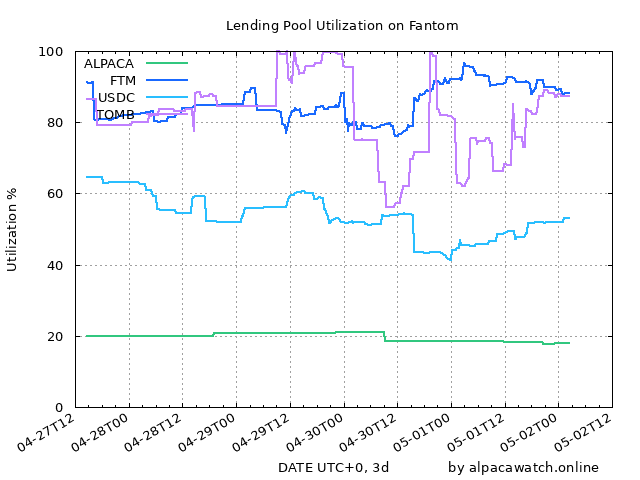 Lending Pool Utilization on Fantom
ALPACA
FTM
USDC
TOMB
Utilization %
100
80
60
40
20
0
04-27T12
04-28T00
04-28T12
04-29T00
04-29T12
04-30T00
04-30T12
05-01T00
05-01T12
05-02T00
05-02T12
DATE UTC+0, 3d
by alpacawatch.online